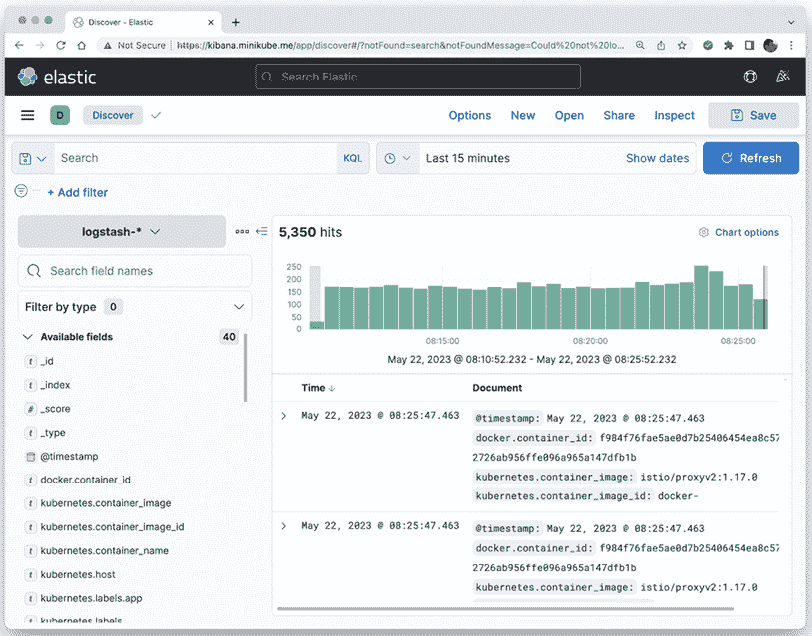 Discover - Elastic
Not Secure https://kibana.minikube.me/app/discover#/?notFound=search&notFoundMessage=Could%20not%20lo...
elastic
Search Elastic
D Discover
Options New Open Share Inspect Save
Search KQL
Last 15 minutes Show dates
Refresh
+ Add filter
logstash-*
Search field names
Filter by type 0
Available fields 40
t _id
t _index
# _score
t _type
@timestamp
t docker.container_id
t kubernetes.container_image
t kubernetes.container_image_id
t kubernetes.container_name
t kubernetes.host
t kubernetes.labels.app
t kubernetes.labels
5,350 hits
Chart options
250
200
150
100
50
0
08:15:00 08:20:00 08:25:00
May 22, 2023 @ 08:10:52.232 - May 22, 2023 @ 08:25:52.232
Time Document
May 22, 2023 @ 08:25:47.463 @timestamp: May 22, 2023 @ 08:25:47.463
docker.container_id: f984f76fae5ae0d7b25406454ea8c57
2726ab956ffe096a965a147dfb1b
kubernetes.container_image: istio/proxyv2:1.17.0
kubernetes.container_image_id: docker-
May 22, 2023 @ 08:25:47.463 @timestamp: May 22, 2023 @ 08:25:47.463
docker.container_id: f984f76fae5ae0d7b25406454ea8c57
2726ab956ffe096a965a147dfb1b
kubernetes.container_image: istio/proxyv2:1.17.0